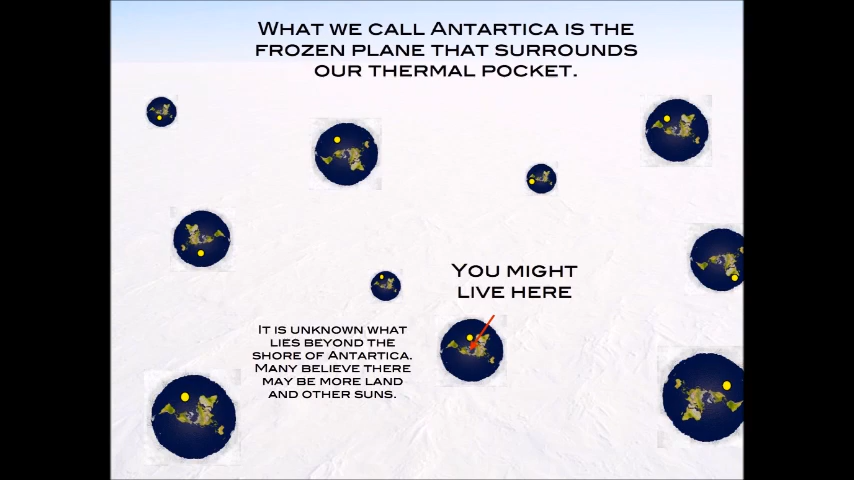 What we call Antartica is the
frozen plane that surrounds
our thermal pocket.
You might
live here
It is unknown what
lies beyond the
shore of Antartica.
Many believe there
may be more land
and other suns.